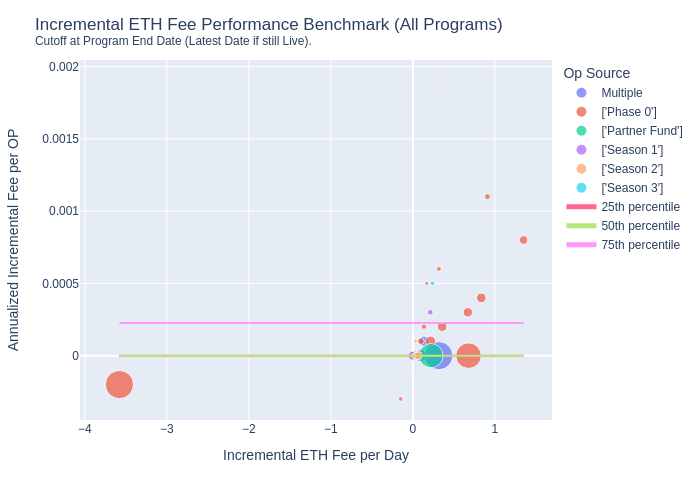 Incremental ETH Fee Performance Benchmark (All Programs)
Cutoff at Program End Date (Latest Date if still Live).
Op Source
Multiple
['Phase 0']
['Partner Fund']
['Season 1']
['Season 2']
['Season 3']
25th percentile
50th percentile
75th percentile
Annualized Incremental Fee per OP
0.002
0.0015
0.001
0.0005
0
−4
−3
−2
−1
0
1
Incremental ETH Fee per Day